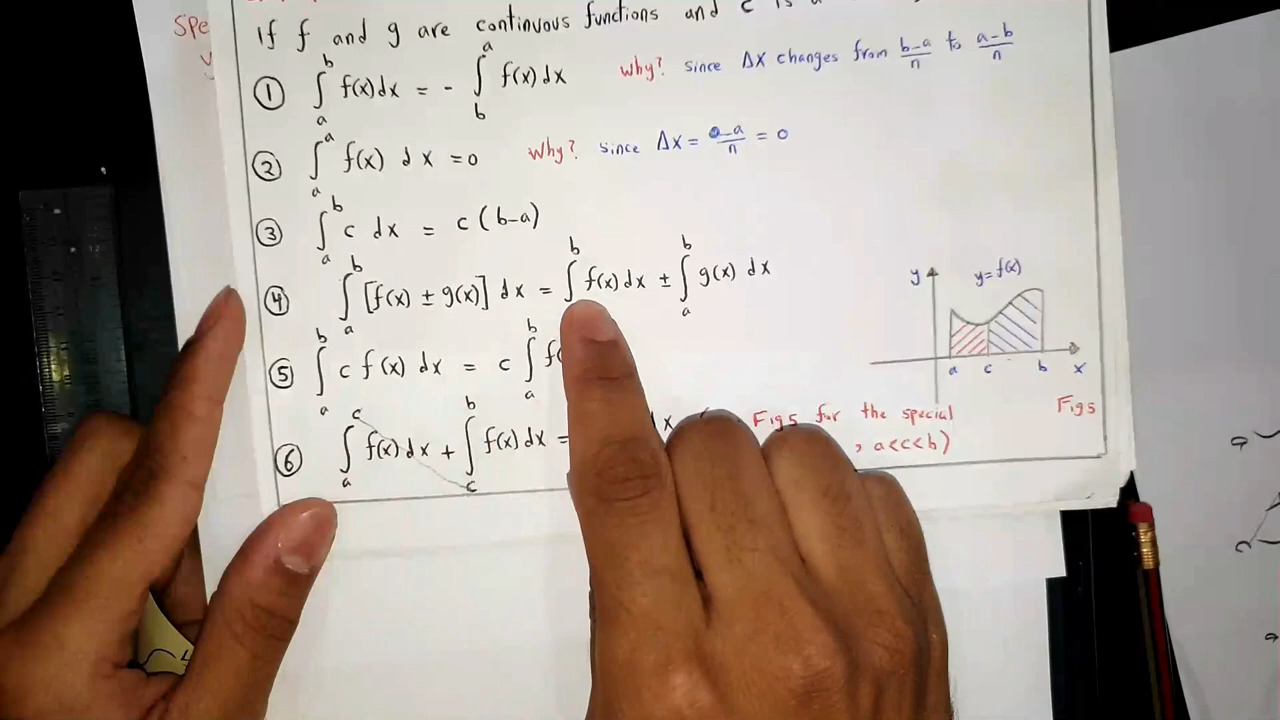 Spe
If f and g are continuous functions and c is a
① ∫_a^b f(x)dx = - ∫_b^a f(x)dx why? since Δx changes from (b-a)/n to (a-b)/n
② ∫_a^a f(x) dx = 0 why? since Δx = (a-a)/n = 0
③ ∫_a^b c dx = c(b-a)
④ ∫_a^b [f(x) ± g(x)] dx = ∫_a^b f(x)dx ± ∫_a^b g(x) dx
⑤ ∫_a^b c f(x) dx = c ∫_a^b f(
⑥ ∫_a^c f(x)dx + ∫_c^b f(x)dx = dx ( Figs for the special
, a<c<b)
y y=f(x)
a c b x
Figs